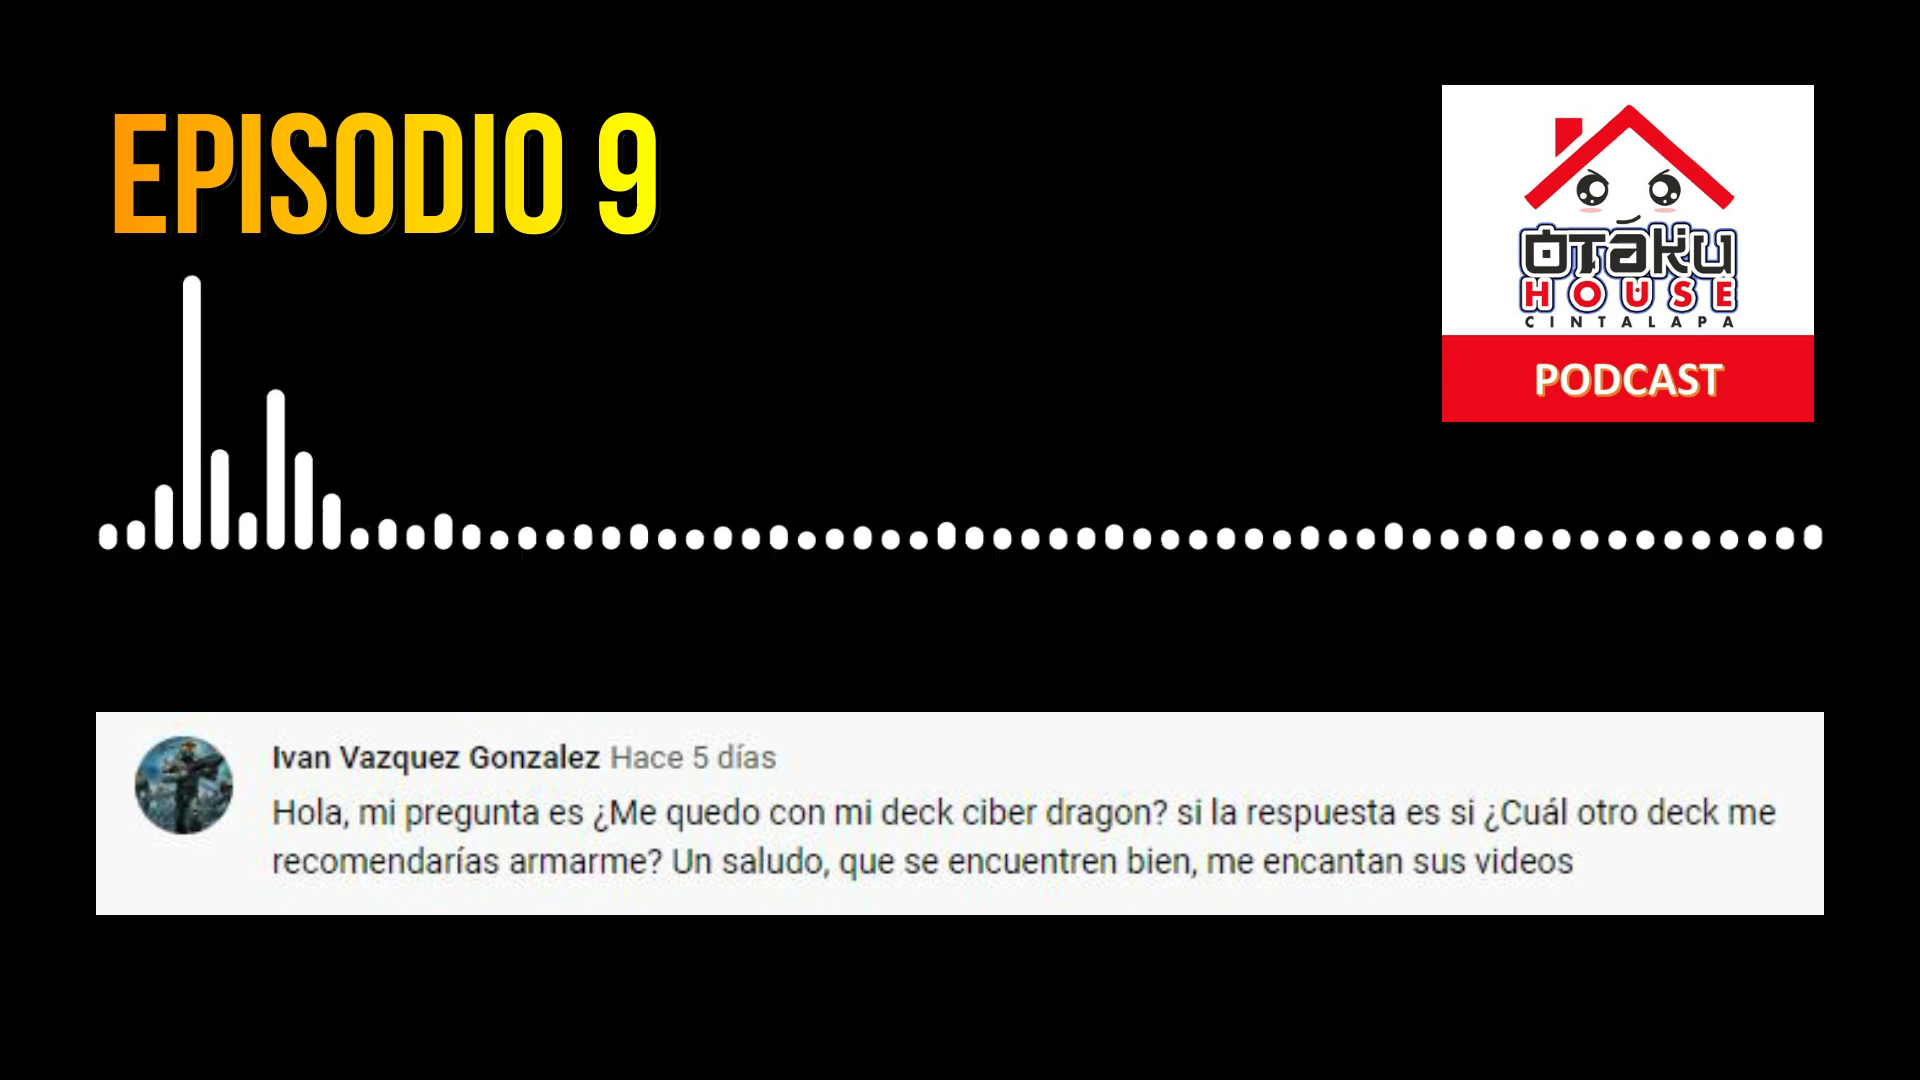 EPISODIO 9
OTAKU
HOUSE
CINTALAPA
PODCAST
Ivan Vazquez Gonzalez Hace 5 días
Hola, mi pregunta es ¿Me quedo con mi deck ciber dragon? si la respuesta es si ¿Cuál otro deck me
recomendarías armarme? Un saludo, que se encuentren bien, me encantan sus videos